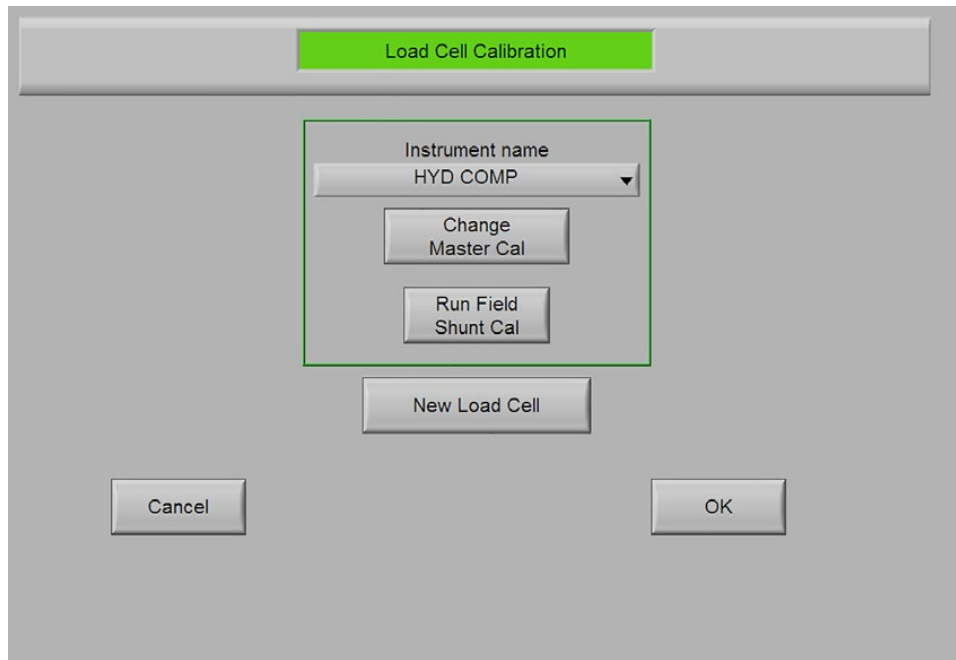 Load Cell Calibration
Instrument name
HYD COMP
Change
Master Cal
Run Field
Shunt Cal
New Load Cell
Cancel
OK